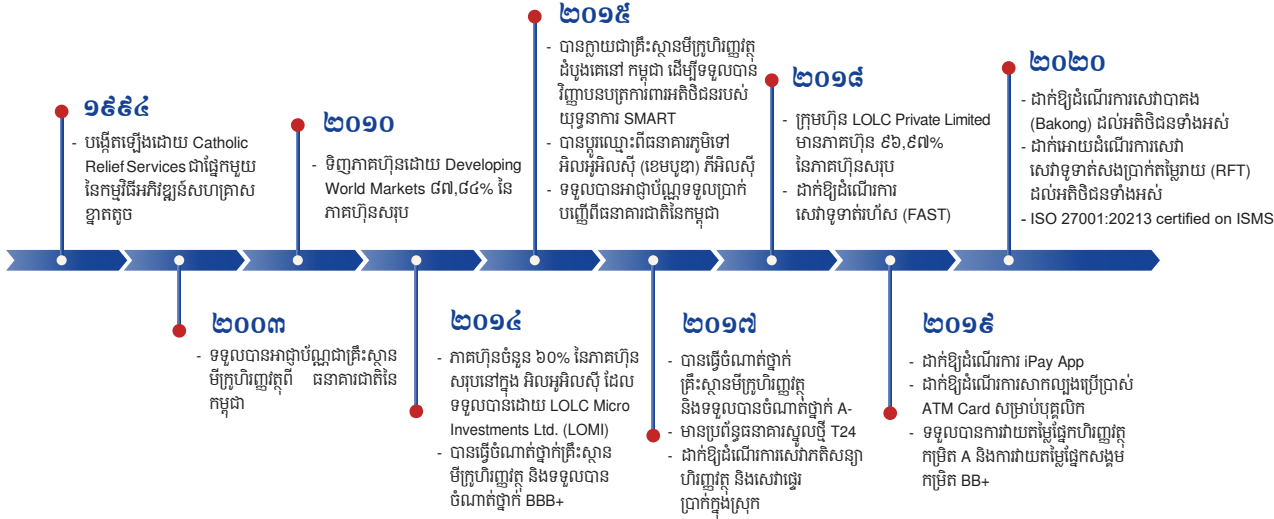 ១៩៩៤
- បង្កើតឡើងដោយ Catholic
Relief Services ជាផ្នែកមួយ
នៃកម្មវិធីអភិវឌ្ឍន៍សហគ្រាស
ខ្នាតតូច
២០០៣
- ទទួលបានអាជ្ញាប័ណ្ណជាគ្រឹះស្ថាន
មីក្រូហិរញ្ញវត្ថុពី ធនាគារជាតិនៃ
កម្ពុជា
២០១០
- ទិញភាគហ៊ុនដោយ Developing
World Markets ៨៧,៨៤% នៃ
ភាគហ៊ុនសរុប
២០១៤
- ភាគហ៊ុនចំនួន ៦០% នៃភាគហ៊ុន
សរុបនៅក្នុង អិលអូអិលស៊ី ដែល
ទទួលបានដោយ LOLC Micro
Investments Ltd. (LOMI)
- បានធ្វើចំណាត់ថ្នាក់គ្រឹះស្ថាន
មីក្រូហិរញ្ញវត្ថុ និងទទួលបាន
ចំណាត់ថ្នាក់ BBB+
២០១៥
- បានក្លាយជាគ្រឹះស្ថានមីក្រូហិរញ្ញវត្ថុ
ដំបូងគេនៅ កម្ពុជា ដើម្បីទទួលបាន
វិញ្ញាបនបត្រការពារអតិថិជនរបស់
យុទ្ធនាការ SMART
- បានប្តូរឈ្មោះពីធនាគារភូមិទៅ
អិលអូអិលស៊ី (ខេមបូឌា) ភីអិលស៊ី
- ទទួលបានអាជ្ញាប័ណ្ណទទួលប្រាក់
បញ្ញើពីធនាគារជាតិនៃកម្ពុជា
២០១៧
- បានធ្វើចំណាត់ថ្នាក់
គ្រឹះស្ថានមីក្រូហិរញ្ញវត្ថុ
និងទទួលបានចំណាត់ថ្នាក់ A-
- មានប្រព័ន្ធធនាគារស្នូលថ្មី T24
- ដាក់ឱ្យដំណើរការសេវាភតិសន្យា
ហិរញ្ញវត្ថុ និងសេវាផ្ទេរ
ប្រាក់ក្នុងស្រុក
២០១៨
- ក្រុមហ៊ុន LOLC Private Limited
មានភាគហ៊ុន ៩៦,៩៧%
នៃភាគហ៊ុនសរុប
- ដាក់ឱ្យដំណើរការ
សេវាទូទាត់រហ័ស (FAST)
២០១៩
- ដាក់ឱ្យដំណើរការ iPay App
- ដាក់ឱ្យដំណើរការសាកល្បងប្រើប្រាស់
ATM Card សម្រាប់បុគ្គលិក
- ទទួលបានការវាយតម្លៃផ្នែកហិរញ្ញវត្ថុ
កម្រិត A និងការវាយតម្លៃផ្នែកសង្គម
កម្រិត BB+
២០២០
- ដាក់ឱ្យដំណើរការសេវាបាគង
(Bakong) ដល់អតិថិជនទាំងអស់
- ដាក់អោយដំណើរការសេវា
សេវាទូទាត់សងប្រាក់តម្លៃរាយ (RFT)
ដល់អតិថិជនទាំងអស់
- ISO 27001:20213 certified on ISMS